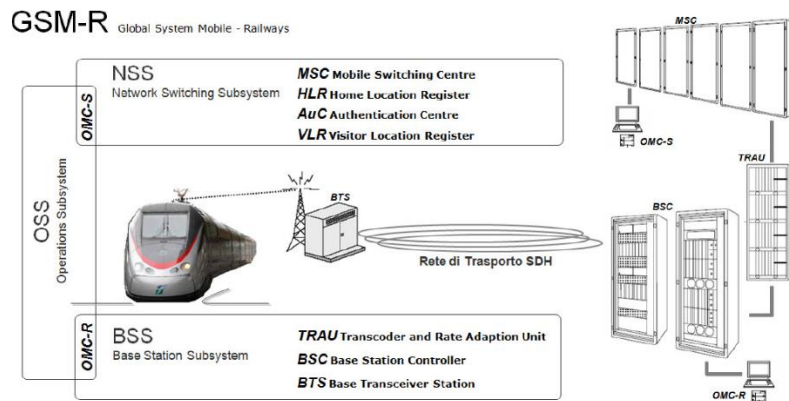 GSM-R Global System Mobile - Railways
NSS
Network Switching Subsystem
MSC Mobile Switching Centre
HLR Home Location Register
AuC Authentication Centre
VLR Visitor Location Register
OMC-S
OSS
Operations Subsystem
OMC-R
BTS
Rete di Trasporto SDH
BSS
Base Station Subsystem
TRAU Transcoder and Rate Adaption Unit
BSC Base Station Controller
BTS Base Transceiver Station
MSC
OMC-S
TRAU
BSC
OMC-R